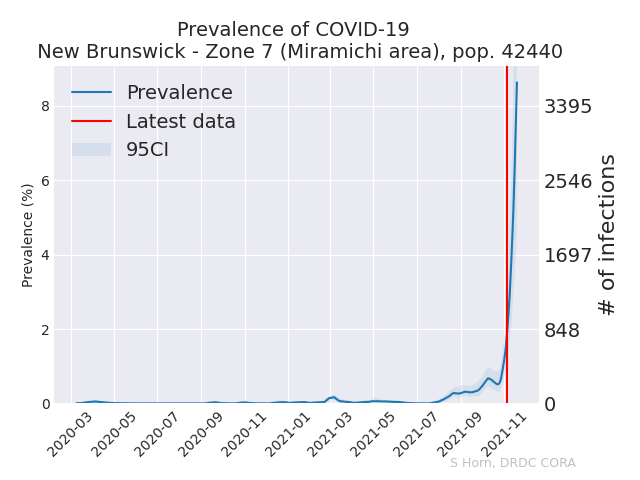 Prevalence of COVID-19
New Brunswick - Zone 7 (Miramichi area), pop. 42440
Prevalence
Latest data
95CI
Prevalence (%)
8
6
4
2
0
3395
2546
1697
848
0
# of infections
2020-03
2020-05
2020-07
2020-09
2020-11
2021-01
2021-03
2021-05
2021-07
2021-09
2021-11
S Horn, DRDC CORA